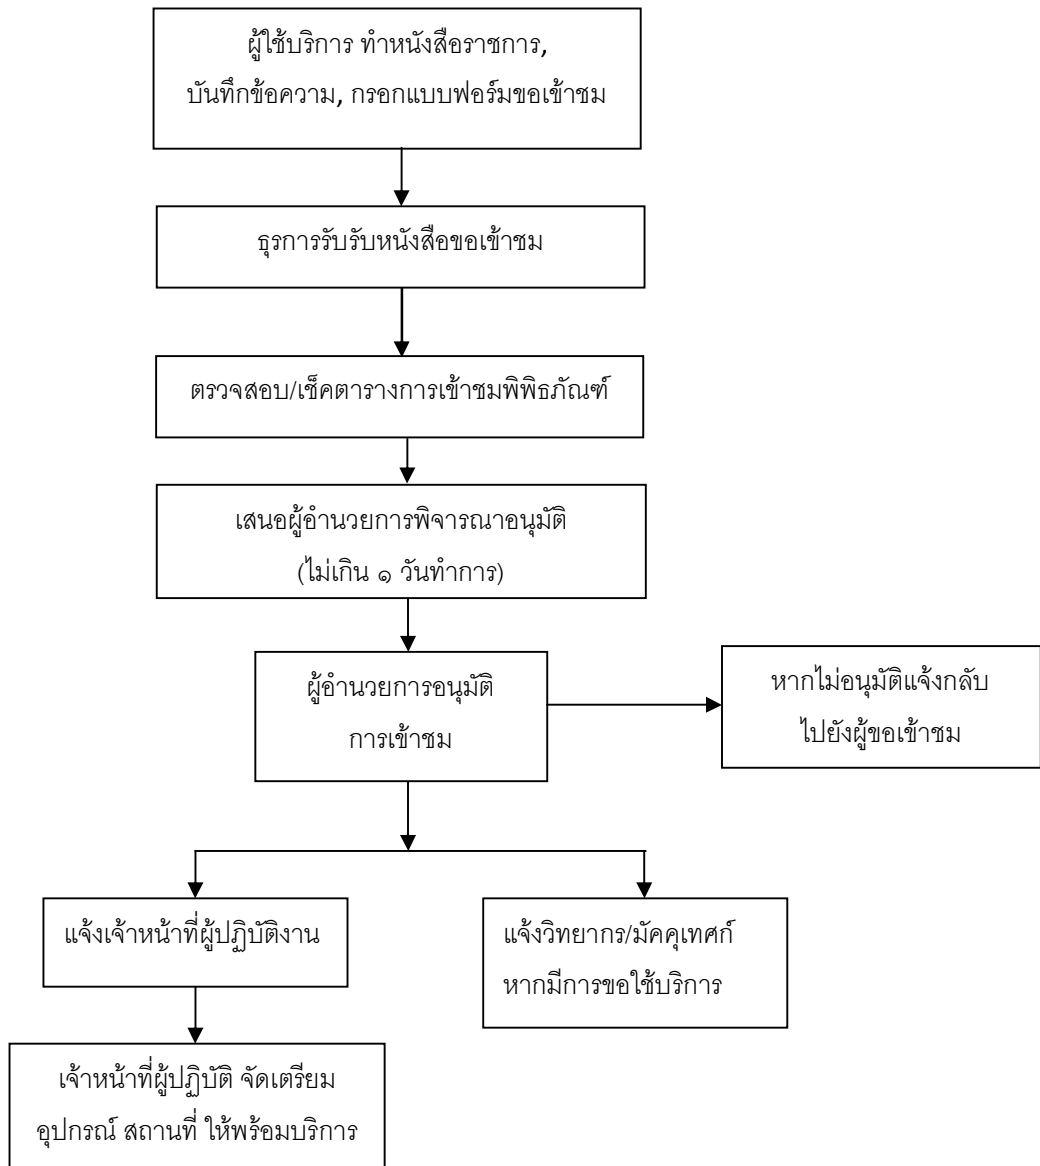 ผู้ใช้บริการ ทำหนังสือราชการ,
บันทึกข้อความ, กรอกแบบฟอร์มขอเข้าชม
ธุรการรับรับหนังสือขอเข้าชม
ตรวจสอบ/เช็คตารางการเข้าชมพิพิธภัณฑ์
เสนอผู้อำนวยการพิจารณาอนุมัติ
(ไม่เกิน ๑ วันทำการ)
ผู้อำนวยการอนุมัติ
การเข้าชม
หากไม่อนุมัติแจ้งกลับ
ไปยังผู้ขอเข้าชม
แจ้งเจ้าหน้าที่ผู้ปฏิบัติงาน
แจ้งวิทยากร/มัคคุเทศก์
หากมีการขอใช้บริการ
เจ้าหน้าที่ผู้ปฏิบัติ จัดเตรียม
อุปกรณ์ สถานที่ ให้พร้อมบริการ